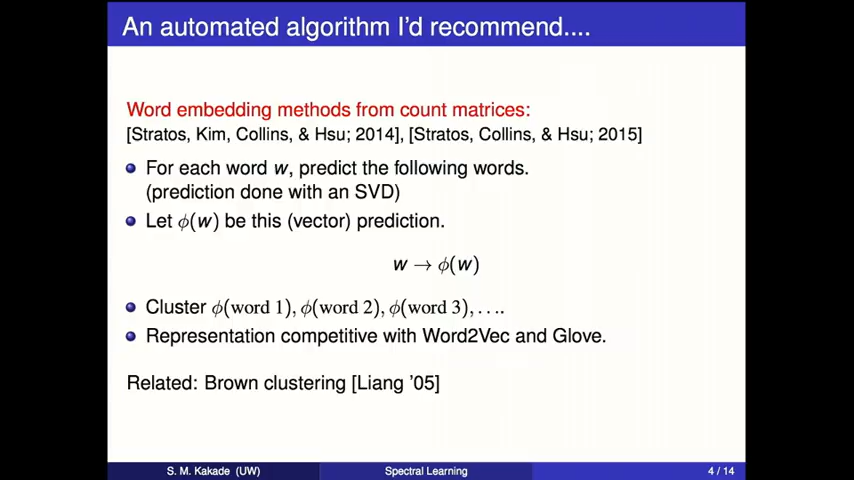 An automated algorithm I'd recommend....
Word embedding methods from count matrices:
[Stratos, Kim, Collins, & Hsu; 2014], [Stratos, Collins, & Hsu; 2015]
For each word w, predict the following words.
(prediction done with an SVD)
Let ϕ(w) be this (vector) prediction.
w → ϕ(w)
Cluster ϕ(word 1), ϕ(word 2), ϕ(word 3), . . . .
Representation competitive with Word2Vec and Glove.
Related: Brown clustering [Liang '05]
S. M. Kakade (UW)
Spectral Learning
4 / 14